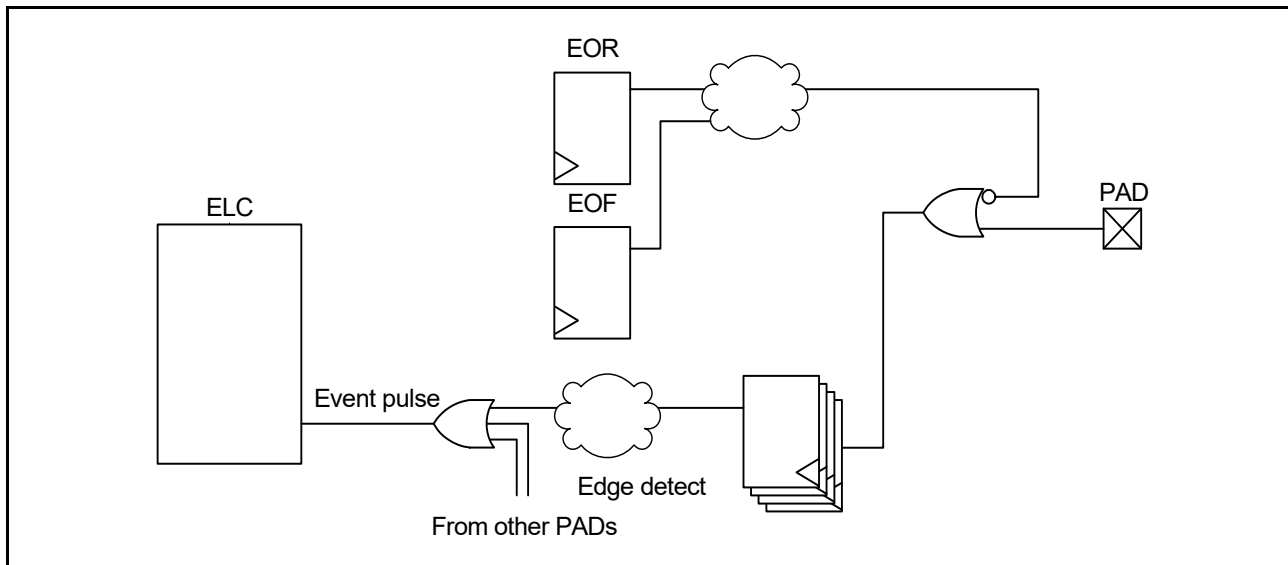 EOR
PAD
ELC
EOF
Event pulse
Edge detect
From other PADs